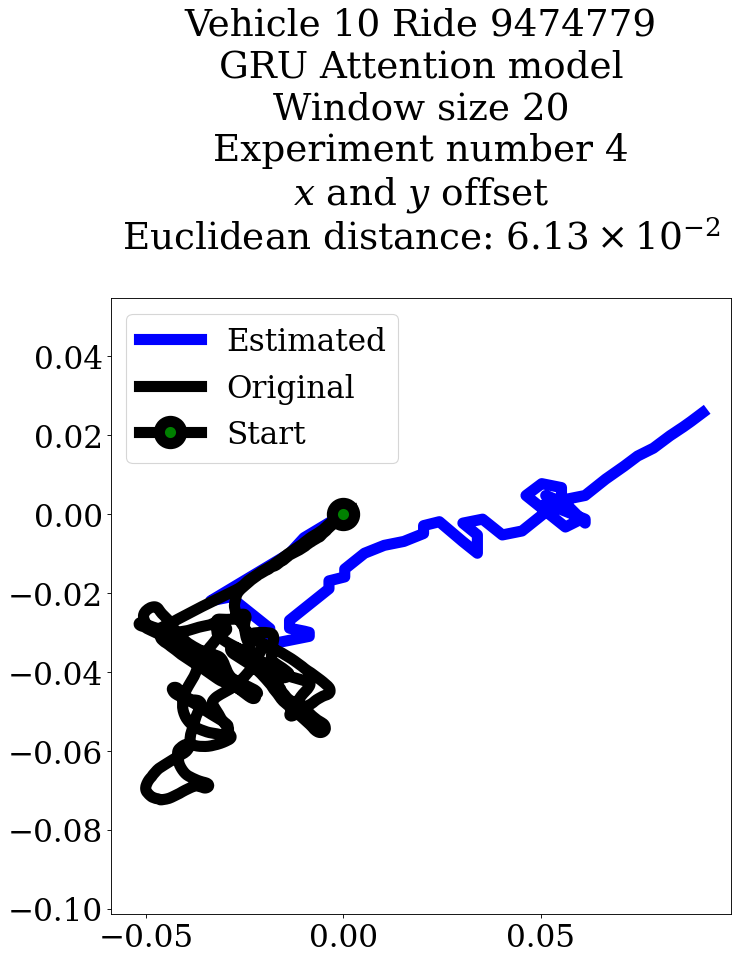 Vehicle 10 Ride 9474779
GRU Attention model
Window size 20
Experiment number 4
x and y offset
Euclidean distance: 6.13 × 10⁻²
Estimated
Original
Start
0.04
0.02
0.00
−0.02
−0.04
−0.06
−0.08
−0.10
−0.05 0.00 0.05